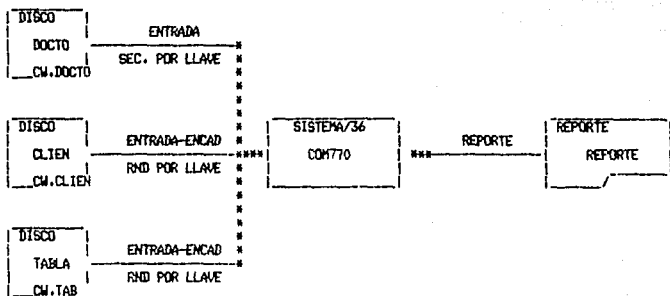 DISCO
DOCTO
CW.DOCTO
ENTRADA
SEC. POR LLAVE
DISCO
CLIEN
CW.CLIEN
ENTRADA-ENCAD
RND POR LLAVE
SISTEMA/36
COM770
REPORTE
REPORTE
REPORTE
DISCO
TABLA
CW.TAB
ENTRADA-ENCAD
RND POR LLAVE